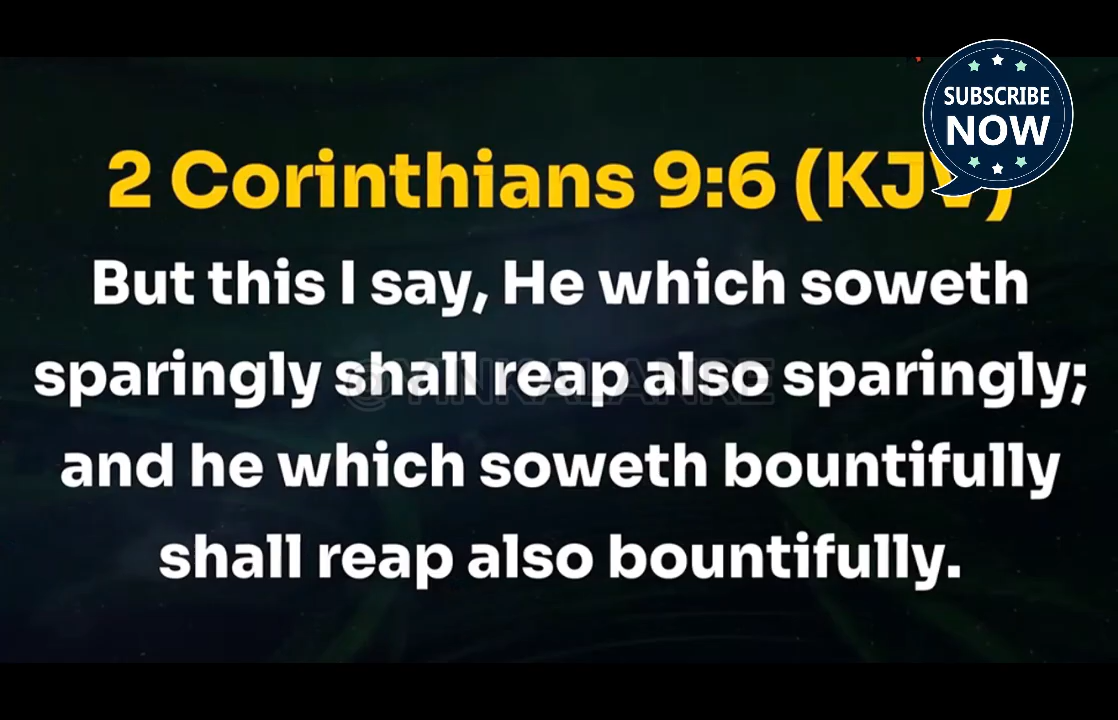 SUBSCRIBE
NOW
2 Corinthians 9:6 (KJV)
But this I say, He which soweth
sparingly shall reap also sparingly;
and he which soweth bountifully
shall reap also bountifully.